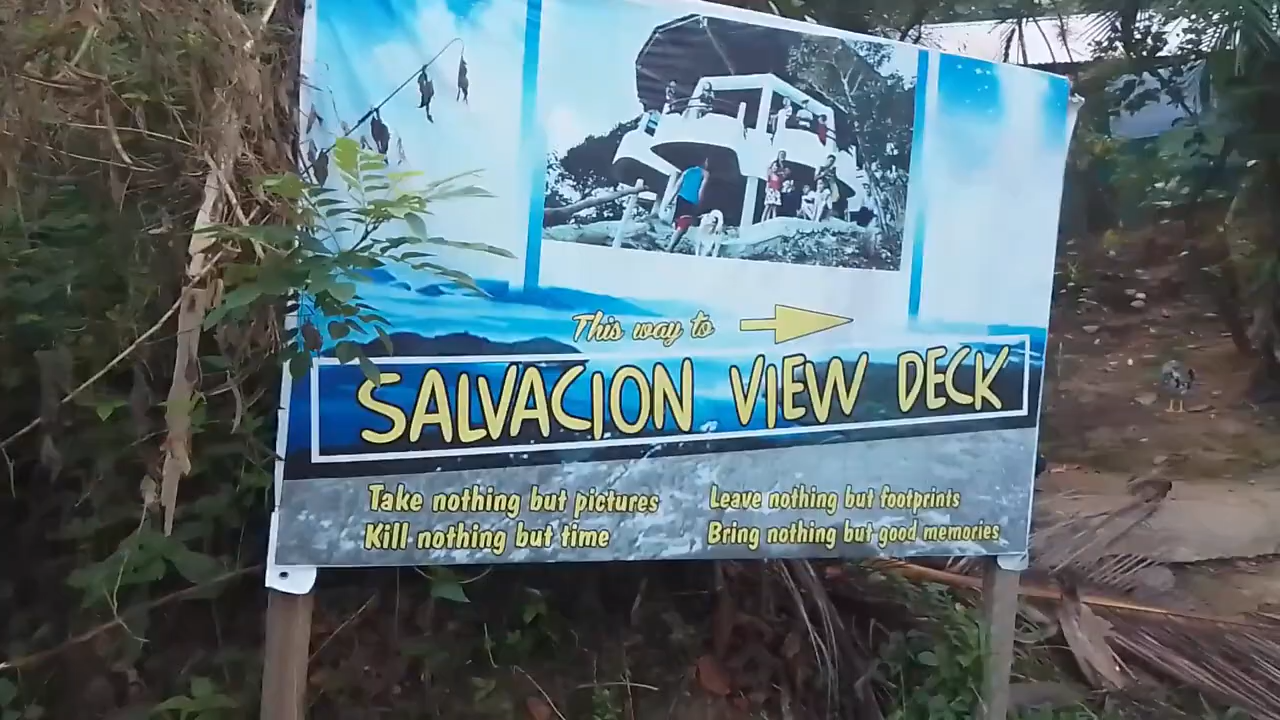 This way to
SALVACION VIEW DECK
Take nothing but pictures
Kill nothing but time
Leave nothing but footprints
Bring nothing but good memories